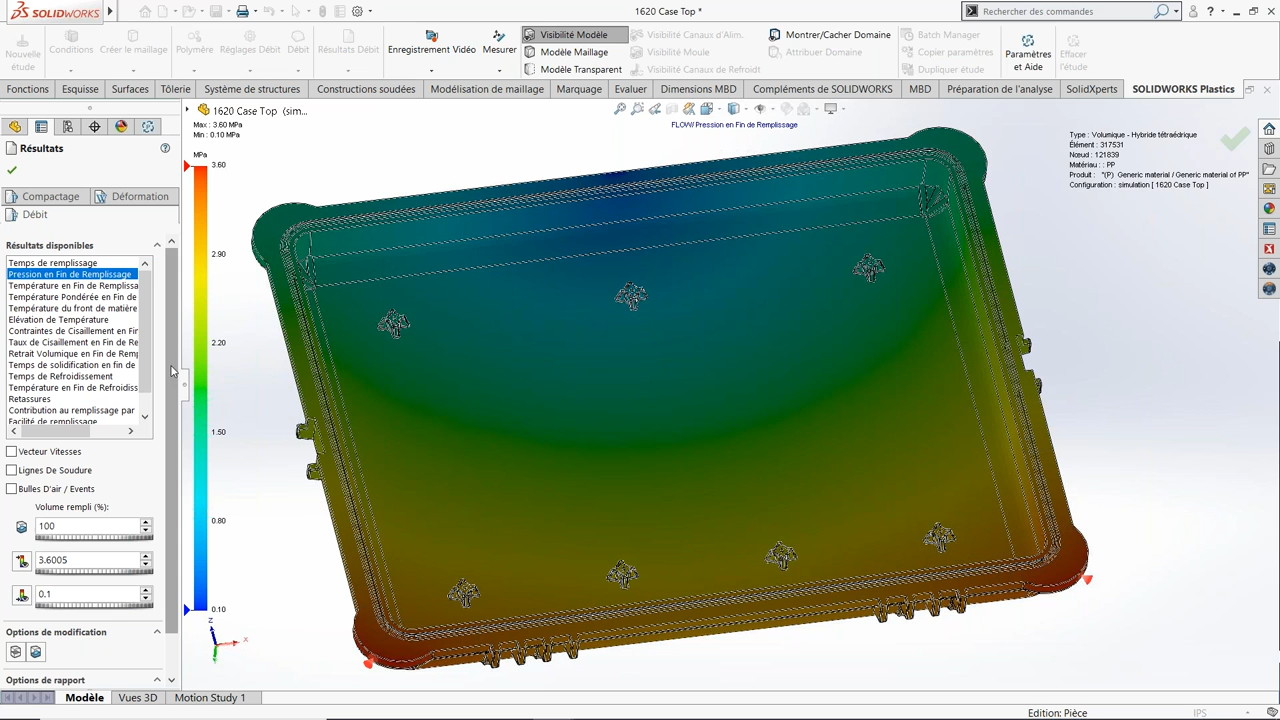 SOLIDWORKS
1620 Case Top *
Rechercher des commandes
Nouvelle étude
Conditions
Créer le maillage
Polymère
Réglages Débit
Débit
Résultats Débit
Enregistrement Vidéo
Mesurer
Visibilité Modèle
Modèle Maillage
Modèle Transparent
Visibilité Canaux d'Alim.
Visibilité Moule
Visibilité Canaux de Refroidt
Montrer/Cacher Domaine
Attribuer Domaine
Batch Manager
Copier paramètres
Dupliquer étude
Paramètres et Aide
Effacer l'étude
Fonctions
Esquisse
Surfaces
Tôlerie
Système de structures
Constructions soudées
Modélisation de maillage
Marquage
Evaluer
Dimensions MBD
Compléments de SOLIDWORKS
MBD
Préparation de l'analyse
SolidXperts
SOLIDWORKS Plastics
Résultats
Compactage
Déformation
Débit
Résultats disponibles
Temps de remplissage
Pression en Fin de Remplissage
Température en Fin de Remplissa
Température Pondérée en Fin de
Température du front de matière
Elévation de Température
Contraintes de Cisaillement en Fin
Taux de Cisaillement en Fin de Re
Retrait Volumique en Fin de Remp
Temps de solidification en fin de
Temps de Refroidissement
Température en Fin de Refroidiss
Retassures
Contribution au remplissage par
Facilité de remplissage
Vecteur Vitesses
Lignes De Soudure
Bulles D'air / Events
Volume rempli (%):
100
3.6005
0.1
Options de modification
Options de rapport
1620 Case Top (sim...
Max : 3.60 MPa
Min : 0.10 MPa
MPa
3.60
2.90
2.20
1.50
0.80
0.10
FLOW/Pression en Fin de Remplissage
Type : Volumique - Hybride tétraédrique
Élément : 317531
Nœud : 121839
Matériau : : PP
Produit : "(P) Generic material / Generic material of PP"
Configuration : simulation [ 1620 Case Top ]
Z
X
Modèle
Vues 3D
Motion Study 1
Edition: Pièce
IPS